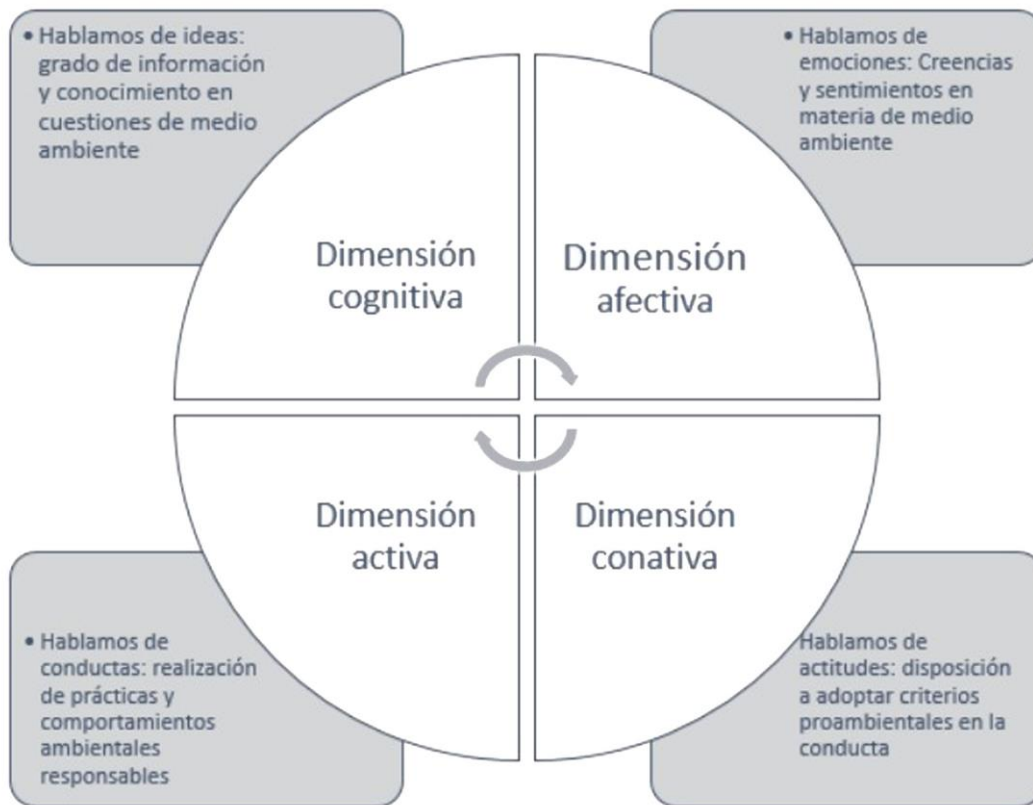 • Hablamos de ideas:
grado de información
y conocimiento en
cuestiones de medio
ambiente
• Hablamos de
emociones: Creencias
y sentimientos en
materia de medio
ambiente
Dimensión
cognitiva
Dimensión
afectiva
Dimensión
activa
Dimensión
conativa
• Hablamos de
conductas: realización
de prácticas y
comportamientos
ambientales
responsables
Hablamos de
actitudes: disposición
a adoptar criterios
proambientales en la
conducta